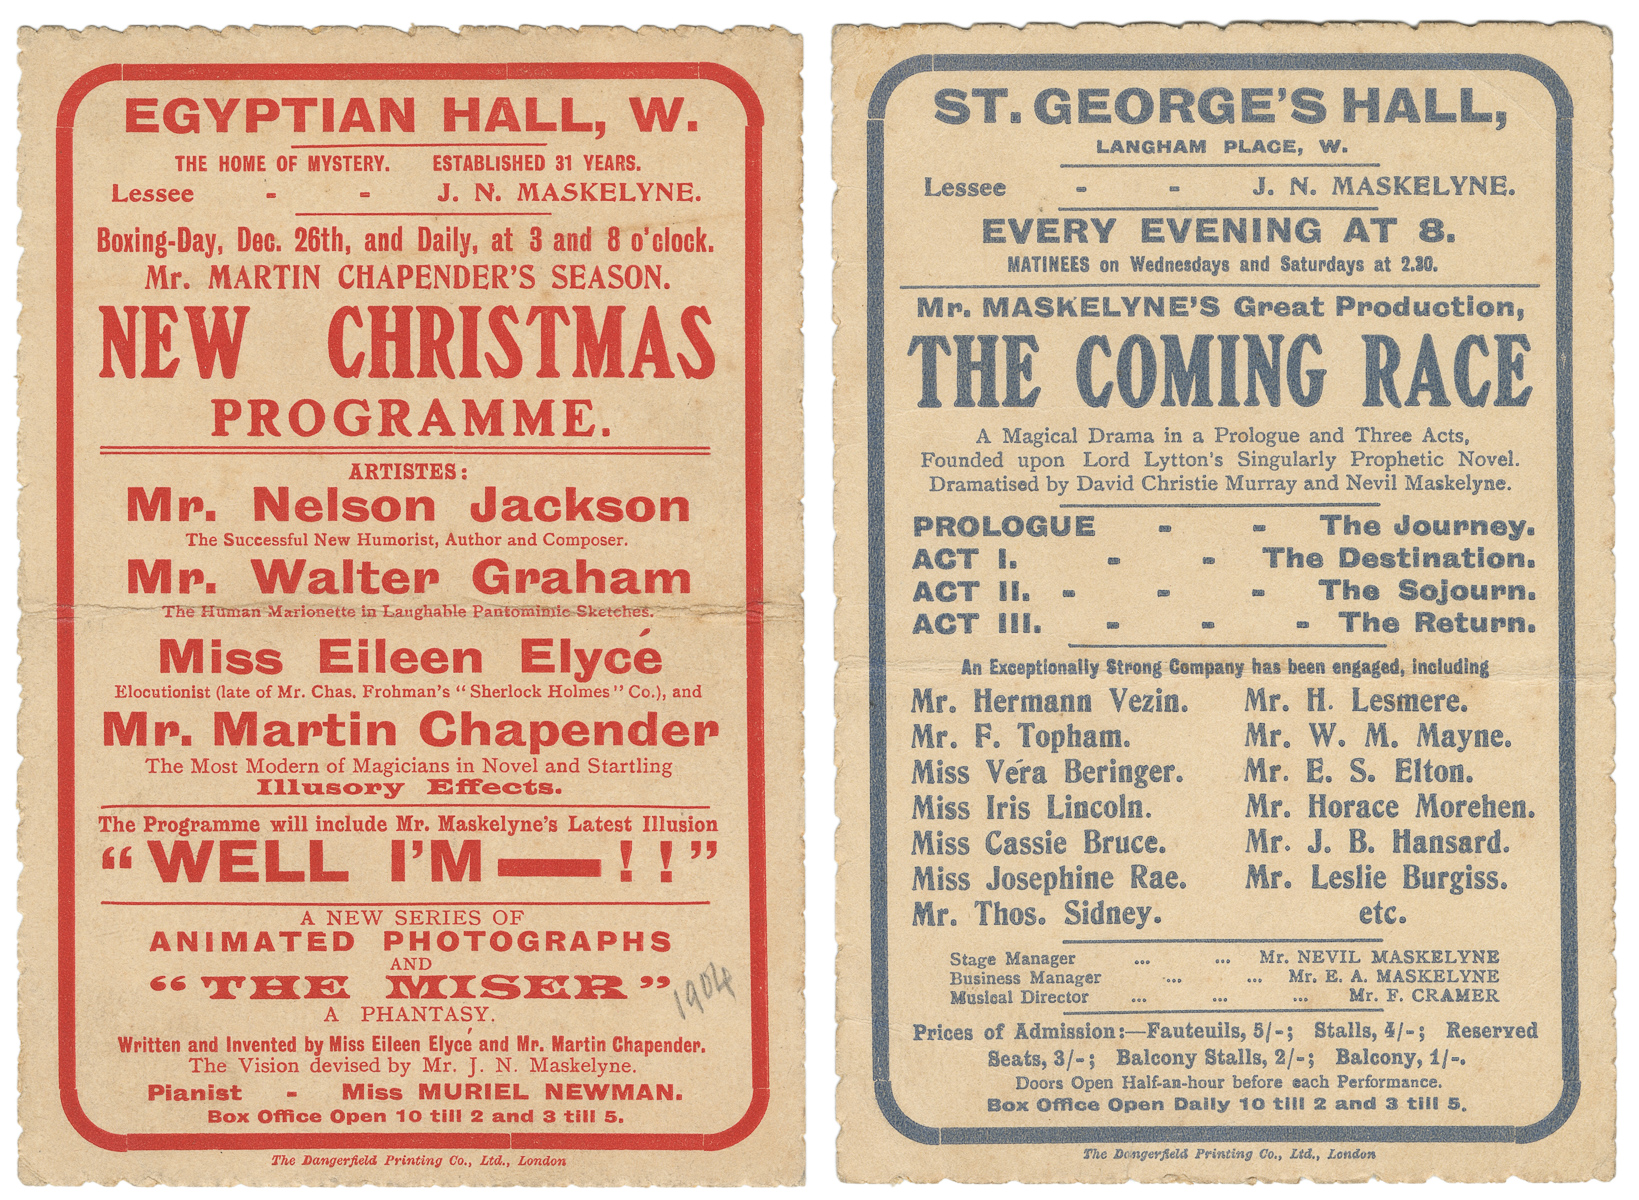 EGYPTIAN HALL, W.
THE HOME OF MYSTERY. ESTABLISHED 31 YEARS.
Lessee - - J. N. MASKELYNE.
Boxing-Day, Dec. 26th, and Daily, at 3 and 8 o'clock.
Mr. MARTIN CHAPENDER'S SEASON.
NEW CHRISTMAS
PROGRAMME.
ARTISTES:
Mr. Nelson Jackson
The Successful New Humorist, Author and Composer.
Mr. Walter Graham
The Human Marionette in Laughable Pantomimic Sketches.
Miss Eileen Elycé
Elocutionist (late of Mr. Chas. Frohman's "Sherlock Holmes" Co.), and
Mr. Martin Chapender
The Most Modern of Magicians in Novel and Startling
Illusory Effects.
The Programme will include Mr. Maskelyne's Latest Illusion
"WELL I'M—!!"
A NEW SERIES OF
ANIMATED PHOTOGRAPHS
AND
"THE MISER"
1904
A PHANTASY.
Written and Invented by Miss Eileen Elycé and Mr. Martin Chapender.
The Vision devised by Mr. J. N. Maskelyne.
Pianist - Miss MURIEL NEWMAN.
Box Office Open 10 till 2 and 3 till 5.
The Dangerfield Printing Co., Ltd., London
ST. GEORGE'S HALL,
LANGHAM PLACE, W.
Lessee - - J. N. MASKELYNE.
EVERY EVENING AT 8.
MATINEES on Wednesdays and Saturdays at 2.30.
Mr. MASKELYNE'S Great Production,
THE COMING RACE
A Magical Drama in a Prologue and Three Acts,
Founded upon Lord Lytton's Singularly Prophetic Novel.
Dramatised by David Christie Murray and Nevil Maskelyne.
PROLOGUE - - The Journey.
ACT I. - - The Destination.
ACT II. - - - The Sojourn.
ACT III. - - - The Return.
An Exceptionally Strong Company has been engaged, including
Mr. Hermann Vezin. Mr. H. Lesmere.
Mr. F. Topham. Mr. W. M. Mayne.
Miss Véra Beringer. Mr. E. S. Elton.
Miss Iris Lincoln. Mr. Horace Morehen.
Miss Cassie Bruce. Mr. J. B. Hansard.
Miss Josephine Rae. Mr. Leslie Burgiss.
Mr. Thos. Sidney. etc.
Stage Manager ... ... Mr. NEVIL MASKELYNE
Business Manager ... ... Mr. E. A. MASKELYNE
Musical Director ... ... ... Mr. F. CRAMER
Prices of Admission:—Fauteuils, 5/-; Stalls, 4/-; Reserved
Seats, 3/-; Balcony Stalls, 2/-; Balcony, 1/-.
Doors Open Half-an-hour before each Performance.
Box Office Open Daily 10 till 2 and 3 till 5.
The Dangerfield Printing Co., Ltd., London